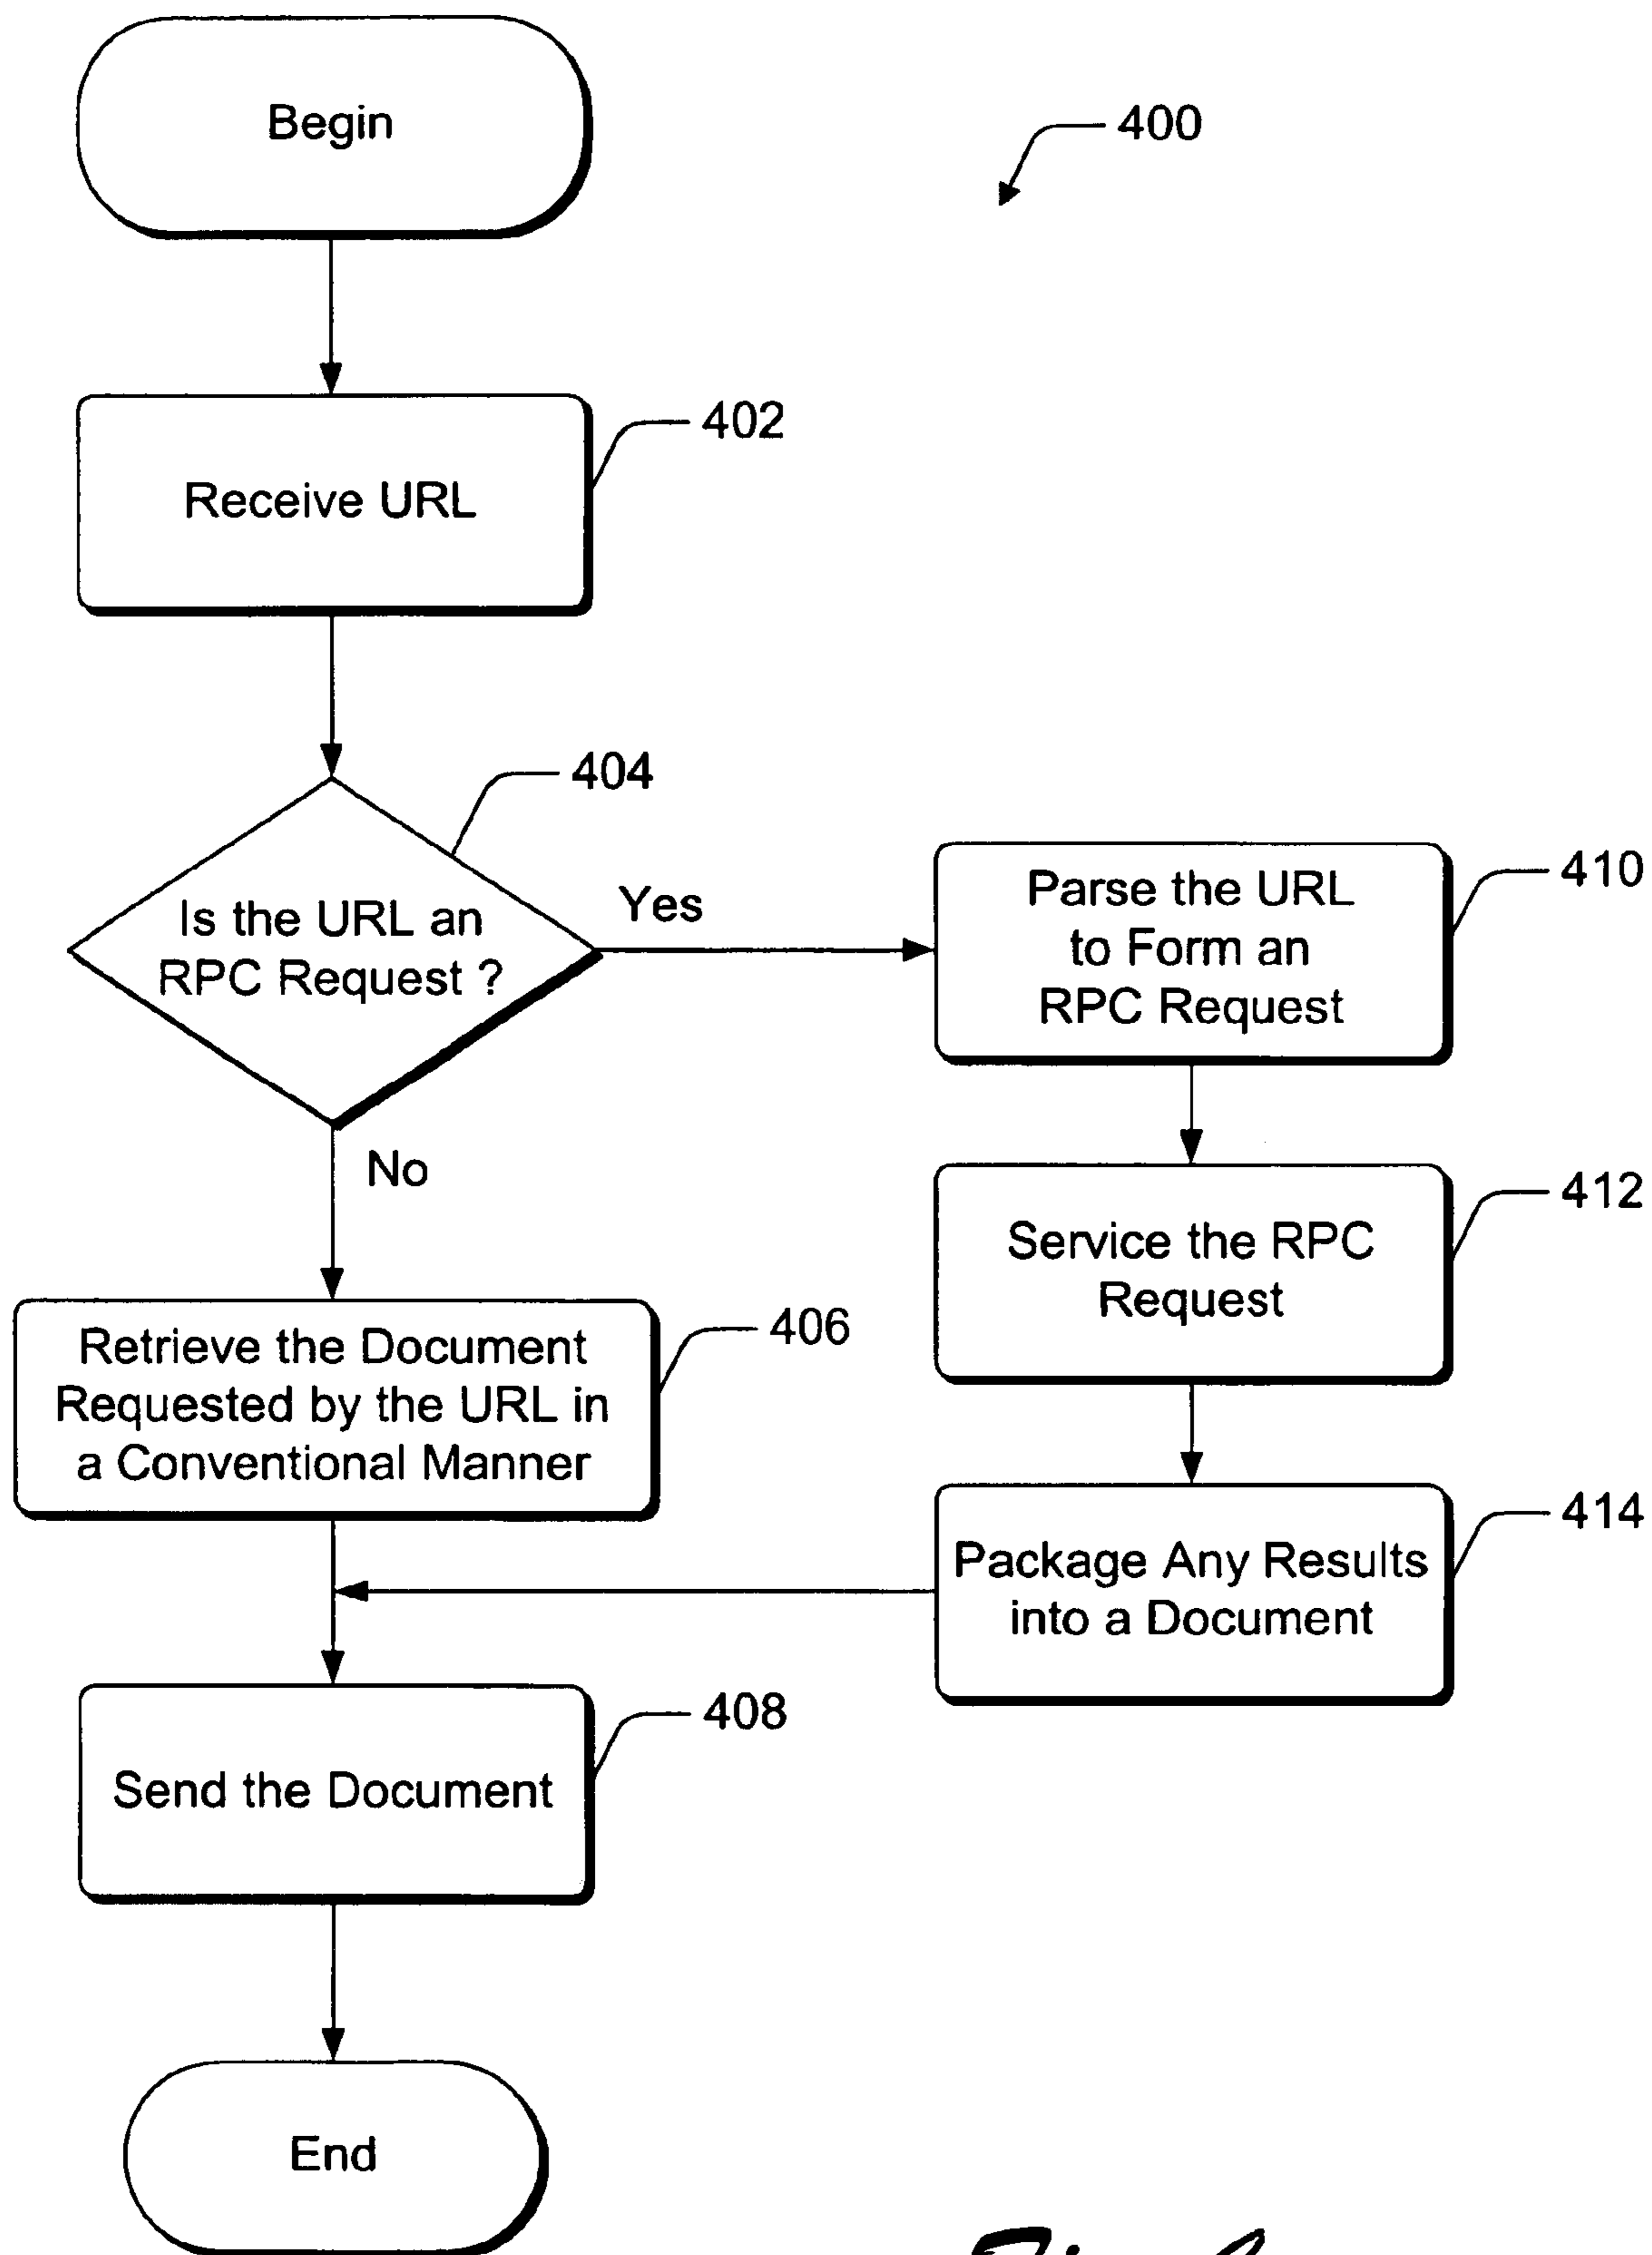 Begin
400
402
Receive URL
404
Is the URL an
RPC Request ?
Yes
No
410
Parse the URL
to Form an
RPC Request
412
Service the RPC
Request
406
Retrieve the Document
Requested by the URL in
a Conventional Manner
414
Package Any Results
into a Document
408
Send the Document
End